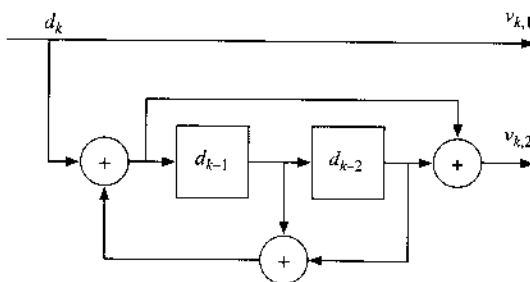 d_k v_{k,1}
+ d_{k-1} d_{k-2} + v_{k,2}
+